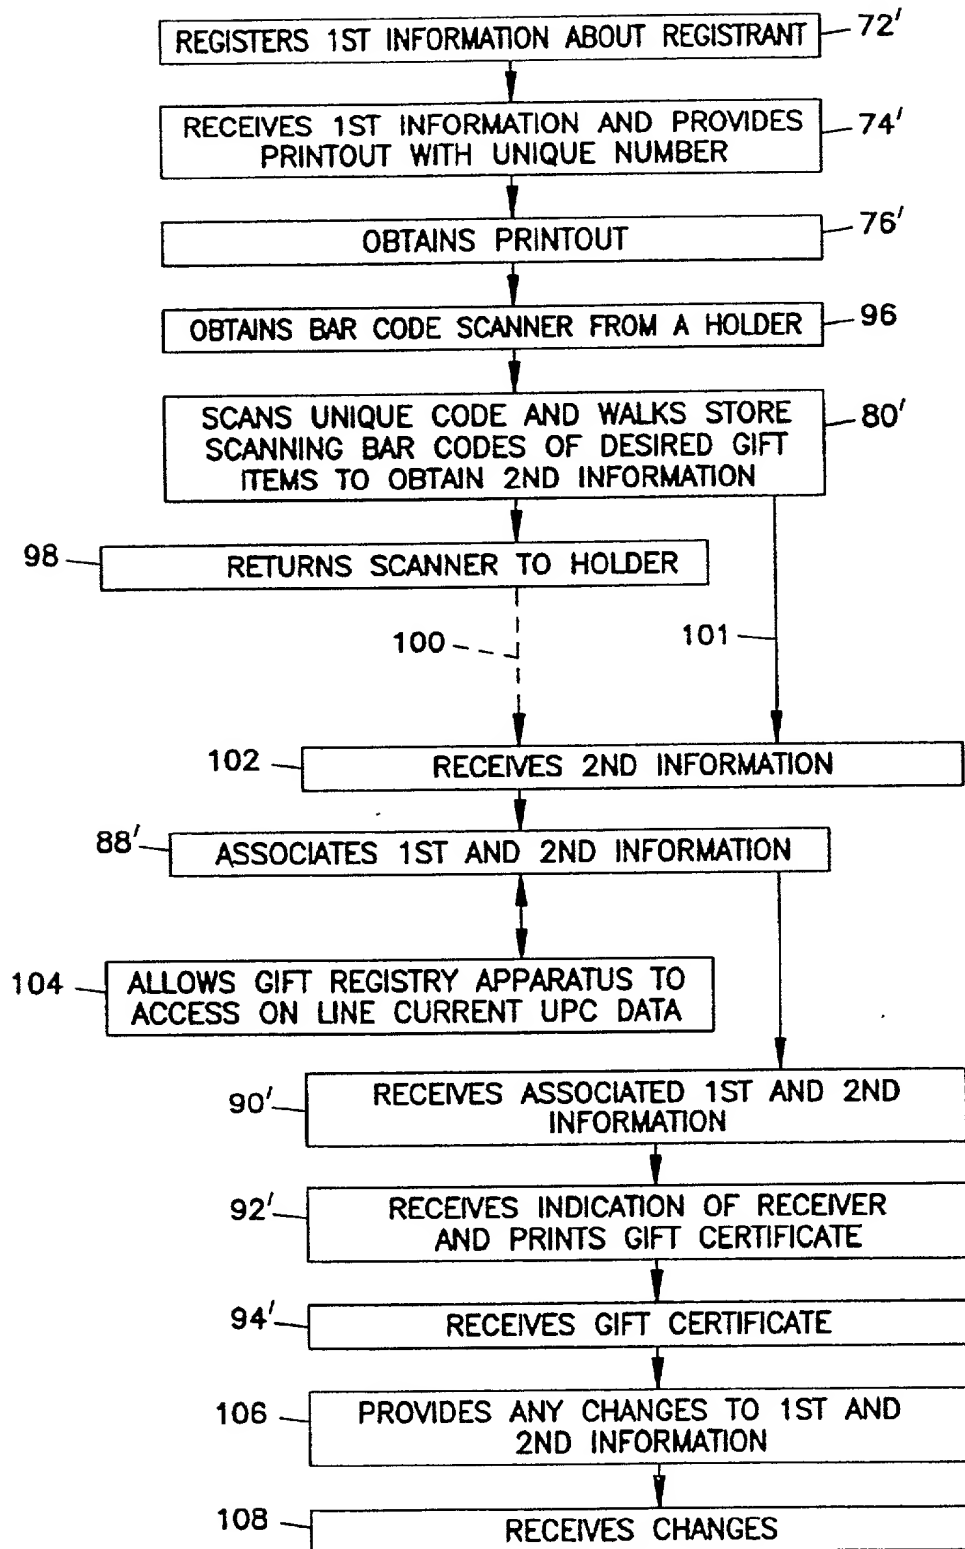 REGISTERS 1ST INFORMATION ABOUT REGISTRANT
72'
RECEIVES 1ST INFORMATION AND PROVIDES
PRINTOUT WITH UNIQUE NUMBER
74'
OBTAINS PRINTOUT
76'
OBTAINS BAR CODE SCANNER FROM A HOLDER
96
SCANS UNIQUE CODE AND WALKS STORE
SCANNING BAR CODES OF DESIRED GIFT
ITEMS TO OBTAIN 2ND INFORMATION
80'
98
RETURNS SCANNER TO HOLDER
100
101
102
RECEIVES 2ND INFORMATION
88'
ASSOCIATES 1ST AND 2ND INFORMATION
104
ALLOWS GIFT REGISTRY APPARATUS TO
ACCESS ON LINE CURRENT UPC DATA
90'
RECEIVES ASSOCIATED 1ST AND 2ND
INFORMATION
92'
RECEIVES INDICATION OF RECEIVER
AND PRINTS GIFT CERTIFICATE
94'
RECEIVES GIFT CERTIFICATE
106
PROVIDES ANY CHANGES TO 1ST AND
2ND INFORMATION
108
RECEIVES CHANGES